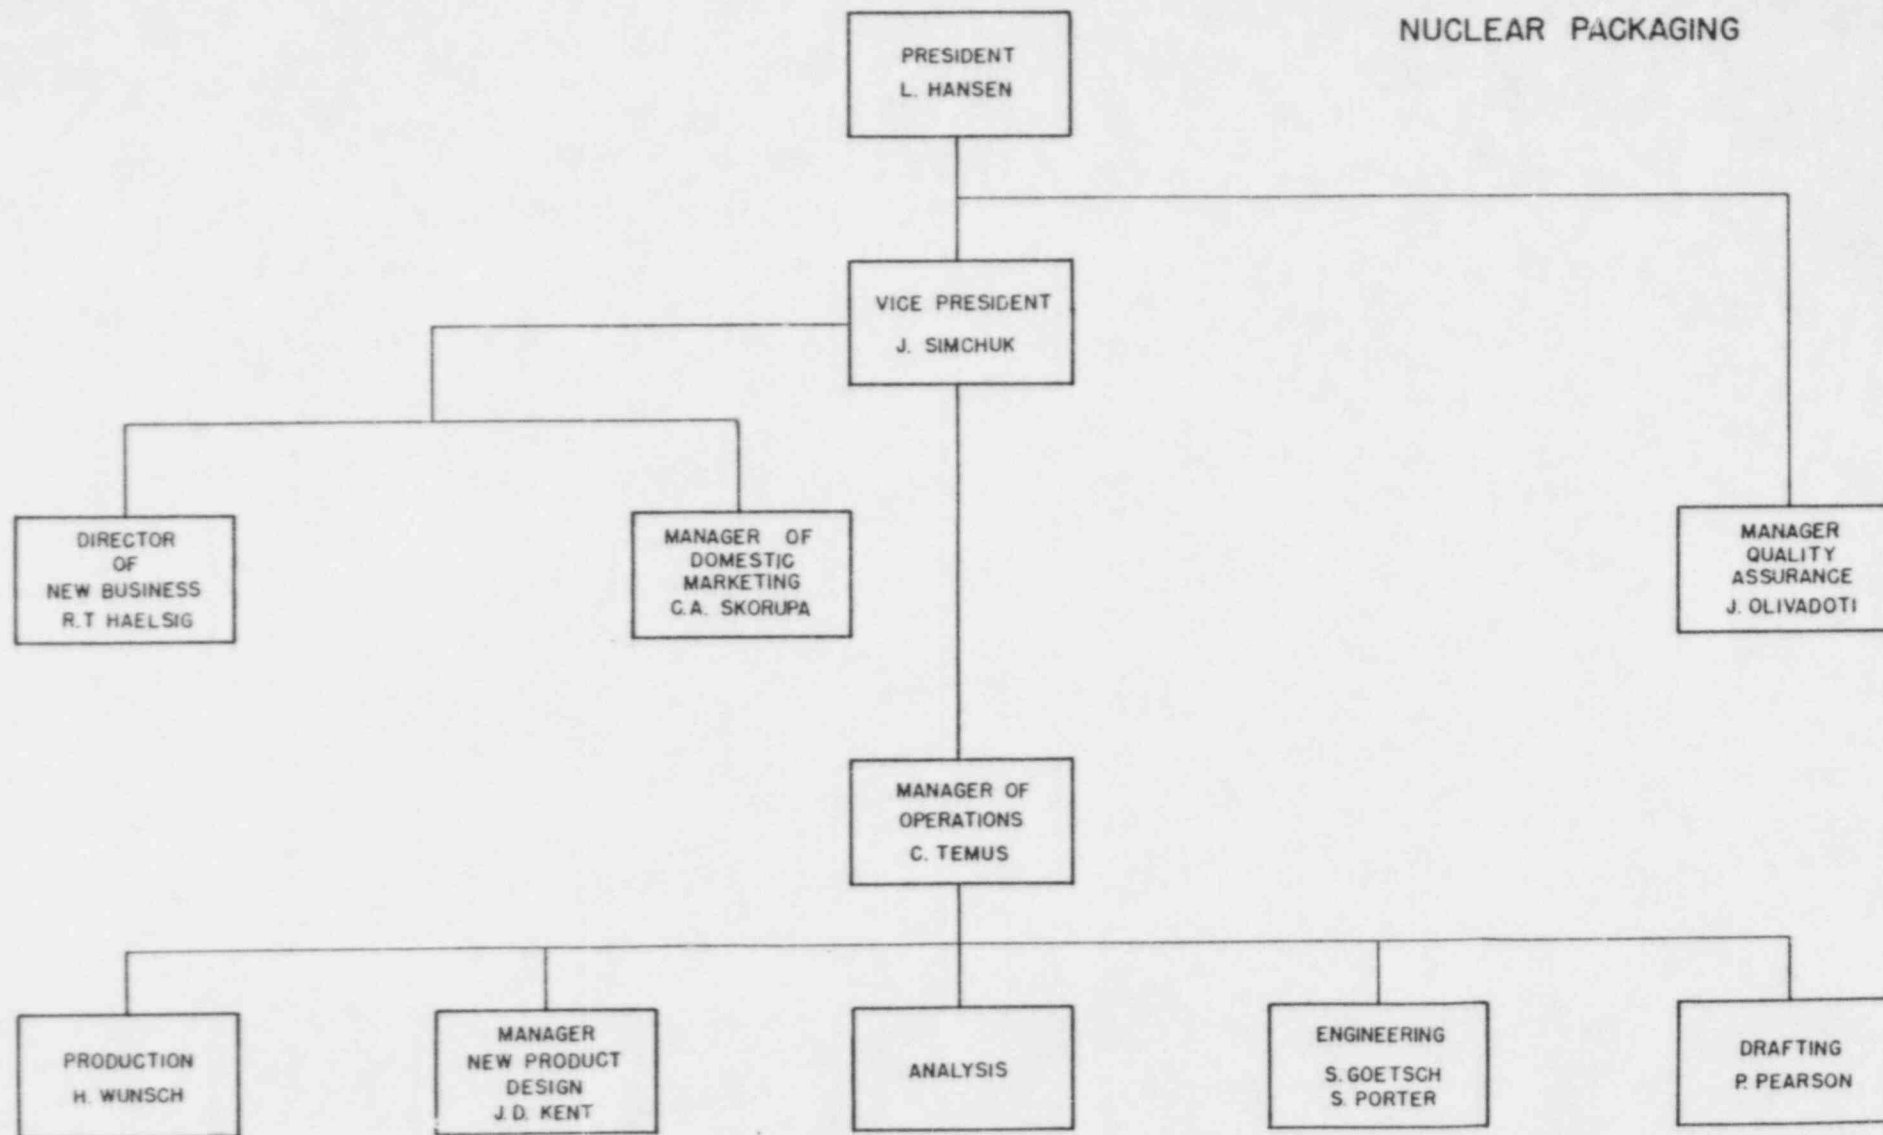 NUCLEAR PACKAGING
PRESIDENT
L. HANSEN
VICE PRESIDENT
J. SIMCHUK
DIRECTOR
OF
NEW BUSINESS
R.T HAELSIG
MANAGER OF
DOMESTIC
MARKETING
C.A. SKORUPA
MANAGER
QUALITY
ASSURANCE
J. OLIVADOTI
MANAGER OF
OPERATIONS
C. TEMUS
PRODUCTION
H. WUNSCH
MANAGER
NEW PRODUCT
DESIGN
J.D. KENT
ANALYSIS
ENGINEERING
S. GOETSCH
S. PORTER
DRAFTING
P. PEARSON